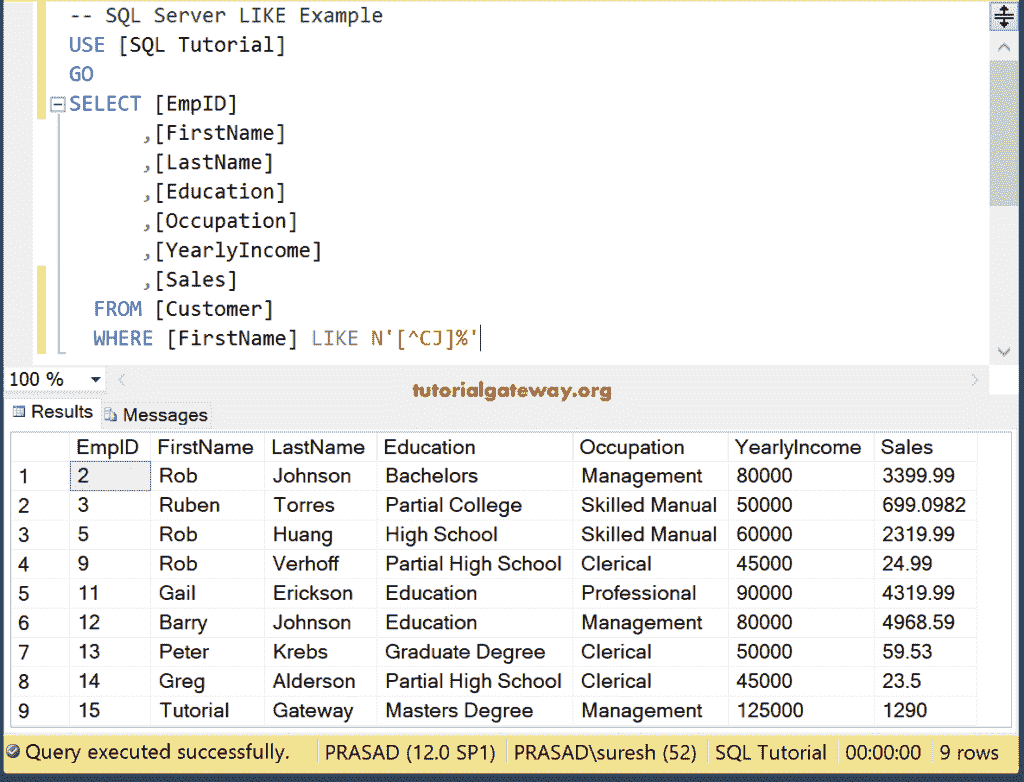 -- SQL Server LIKE Example
USE [SQL Tutorial]
GO
SELECT [EmpID]
,[FirstName]
,[LastName]
,[Education]
,[Occupation]
,[YearlyIncome]
,[Sales]
FROM [Customer]
WHERE [FirstName] LIKE N'[^CJ]%'
100 %
tutorialgateway.org
Results Messages
EmpID FirstName LastName Education Occupation YearlyIncome Sales
1 2 Rob Johnson Bachelors Management 80000 3399.99
2 3 Ruben Torres Partial College Skilled Manual 50000 699.0982
3 5 Rob Huang High School Skilled Manual 60000 2319.99
4 9 Rob Verhoff Partial High School Clerical 45000 24.99
5 11 Gail Erickson Education Professional 90000 4319.99
6 12 Barry Johnson Education Management 80000 4968.59
7 13 Peter Krebs Graduate Degree Clerical 50000 59.53
8 14 Greg Alderson Partial High School Clerical 45000 23.5
9 15 Tutorial Gateway Masters Degree Management 125000 1290
Query executed successfully. PRASAD (12.0 SP1) PRASAD\suresh (52) SQL Tutorial 00:00:00 9 rows